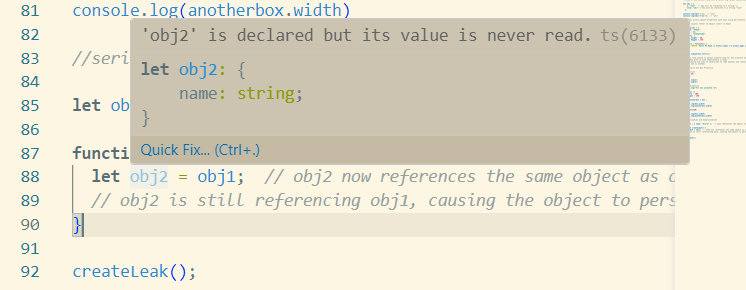 81 console.log(anotherbox.width)
82
83 //seri
84
85 let ob
86
87 functi
88 let obj2 = obj1; // obj2 now references the same object as
89 // obj2 is still referencing obj1, causing the object to pers
90 }
91
92 createLeak();
'obj2' is declared but its value is never read. ts(6133)
let obj2: {
name: string;
}
Quick Fix... (Ctrl+.)